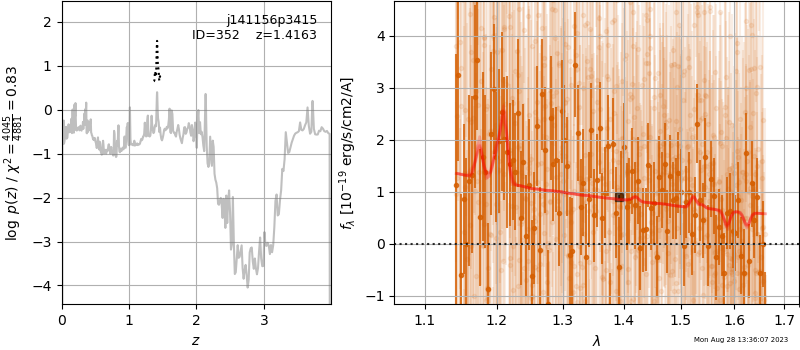 j141156p3415
ID=352 z=1.4163
log p(z) / χ² = 4045/4881 = 0.83
2
1
0
−1
−2
−3
−4
0 1 2 3
z
fλ [10⁻¹⁹ erg/s/cm2/A]
4
3
2
1
0
−1
1.1 1.2 1.3 1.4 1.5 1.6 1.7
λ
Mon Aug 28 13:36:07 2023